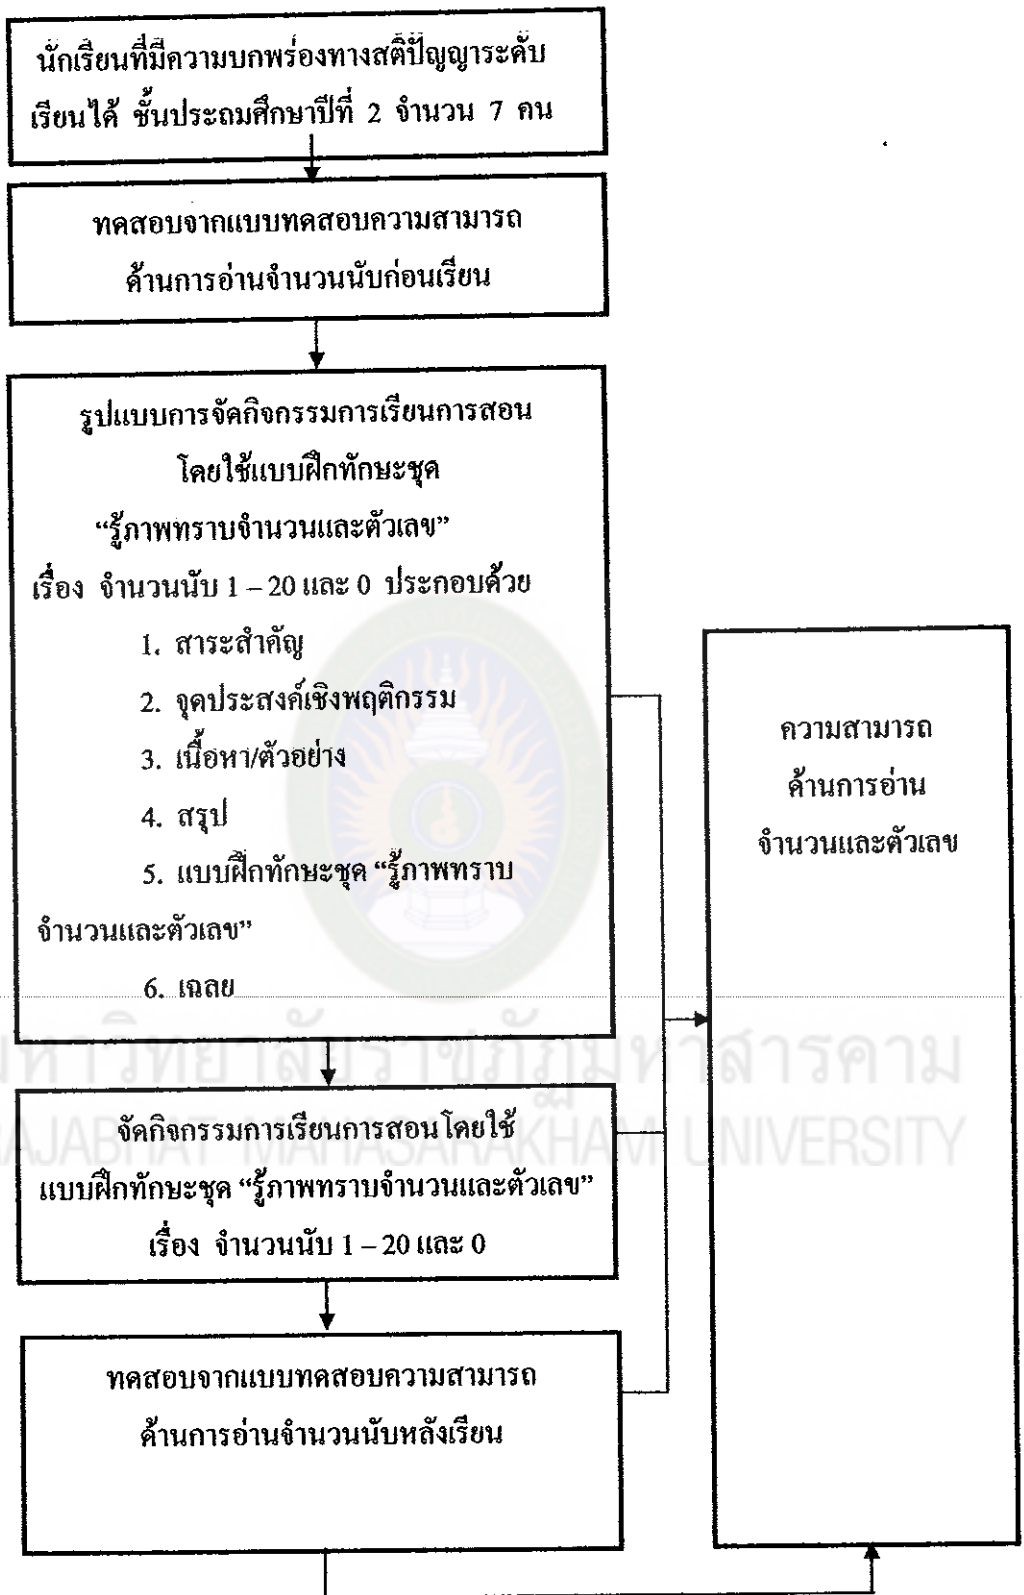 นักเรียนที่มีความบกพร่องทางสติปัญญาระดับ
เรียนได้ ชั้นประถมศึกษาปีที่ 2 จำนวน 7 คน
ทดสอบจากแบบทดสอบความสามารถ
ด้านการอ่านจำนวนนับก่อนเรียน
รูปแบบการจัดกิจกรรมการเรียนการสอน
โดยใช้แบบฝึกทักษะชุด
“รู้ภาพทราบจำนวนและตัวเลข”
เรื่อง จำนวนนับ 1 – 20 และ 0 ประกอบด้วย
1. สาระสำคัญ
2. จุดประสงค์เชิงพฤติกรรม
3. เนื้อหา/ตัวอย่าง
4. สรุป
5. แบบฝึกทักษะชุด “รู้ภาพทราบ
จำนวนและตัวเลข”
6. เฉลย
ความสามารถ
ด้านการอ่าน
จำนวนและตัวเลข
มหาวิทยาลัยราชภัฏมหาสารคาม
RAJABHAT MAHASARAKHAM UNIVERSITY
จัดกิจกรรมการเรียนการสอนโดยใช้
แบบฝึกทักษะชุด “รู้ภาพทราบจำนวนและตัวเลข”
เรื่อง จำนวนนับ 1 – 20 และ 0
ทดสอบจากแบบทดสอบความสามารถ
ด้านการอ่านจำนวนนับหลังเรียน